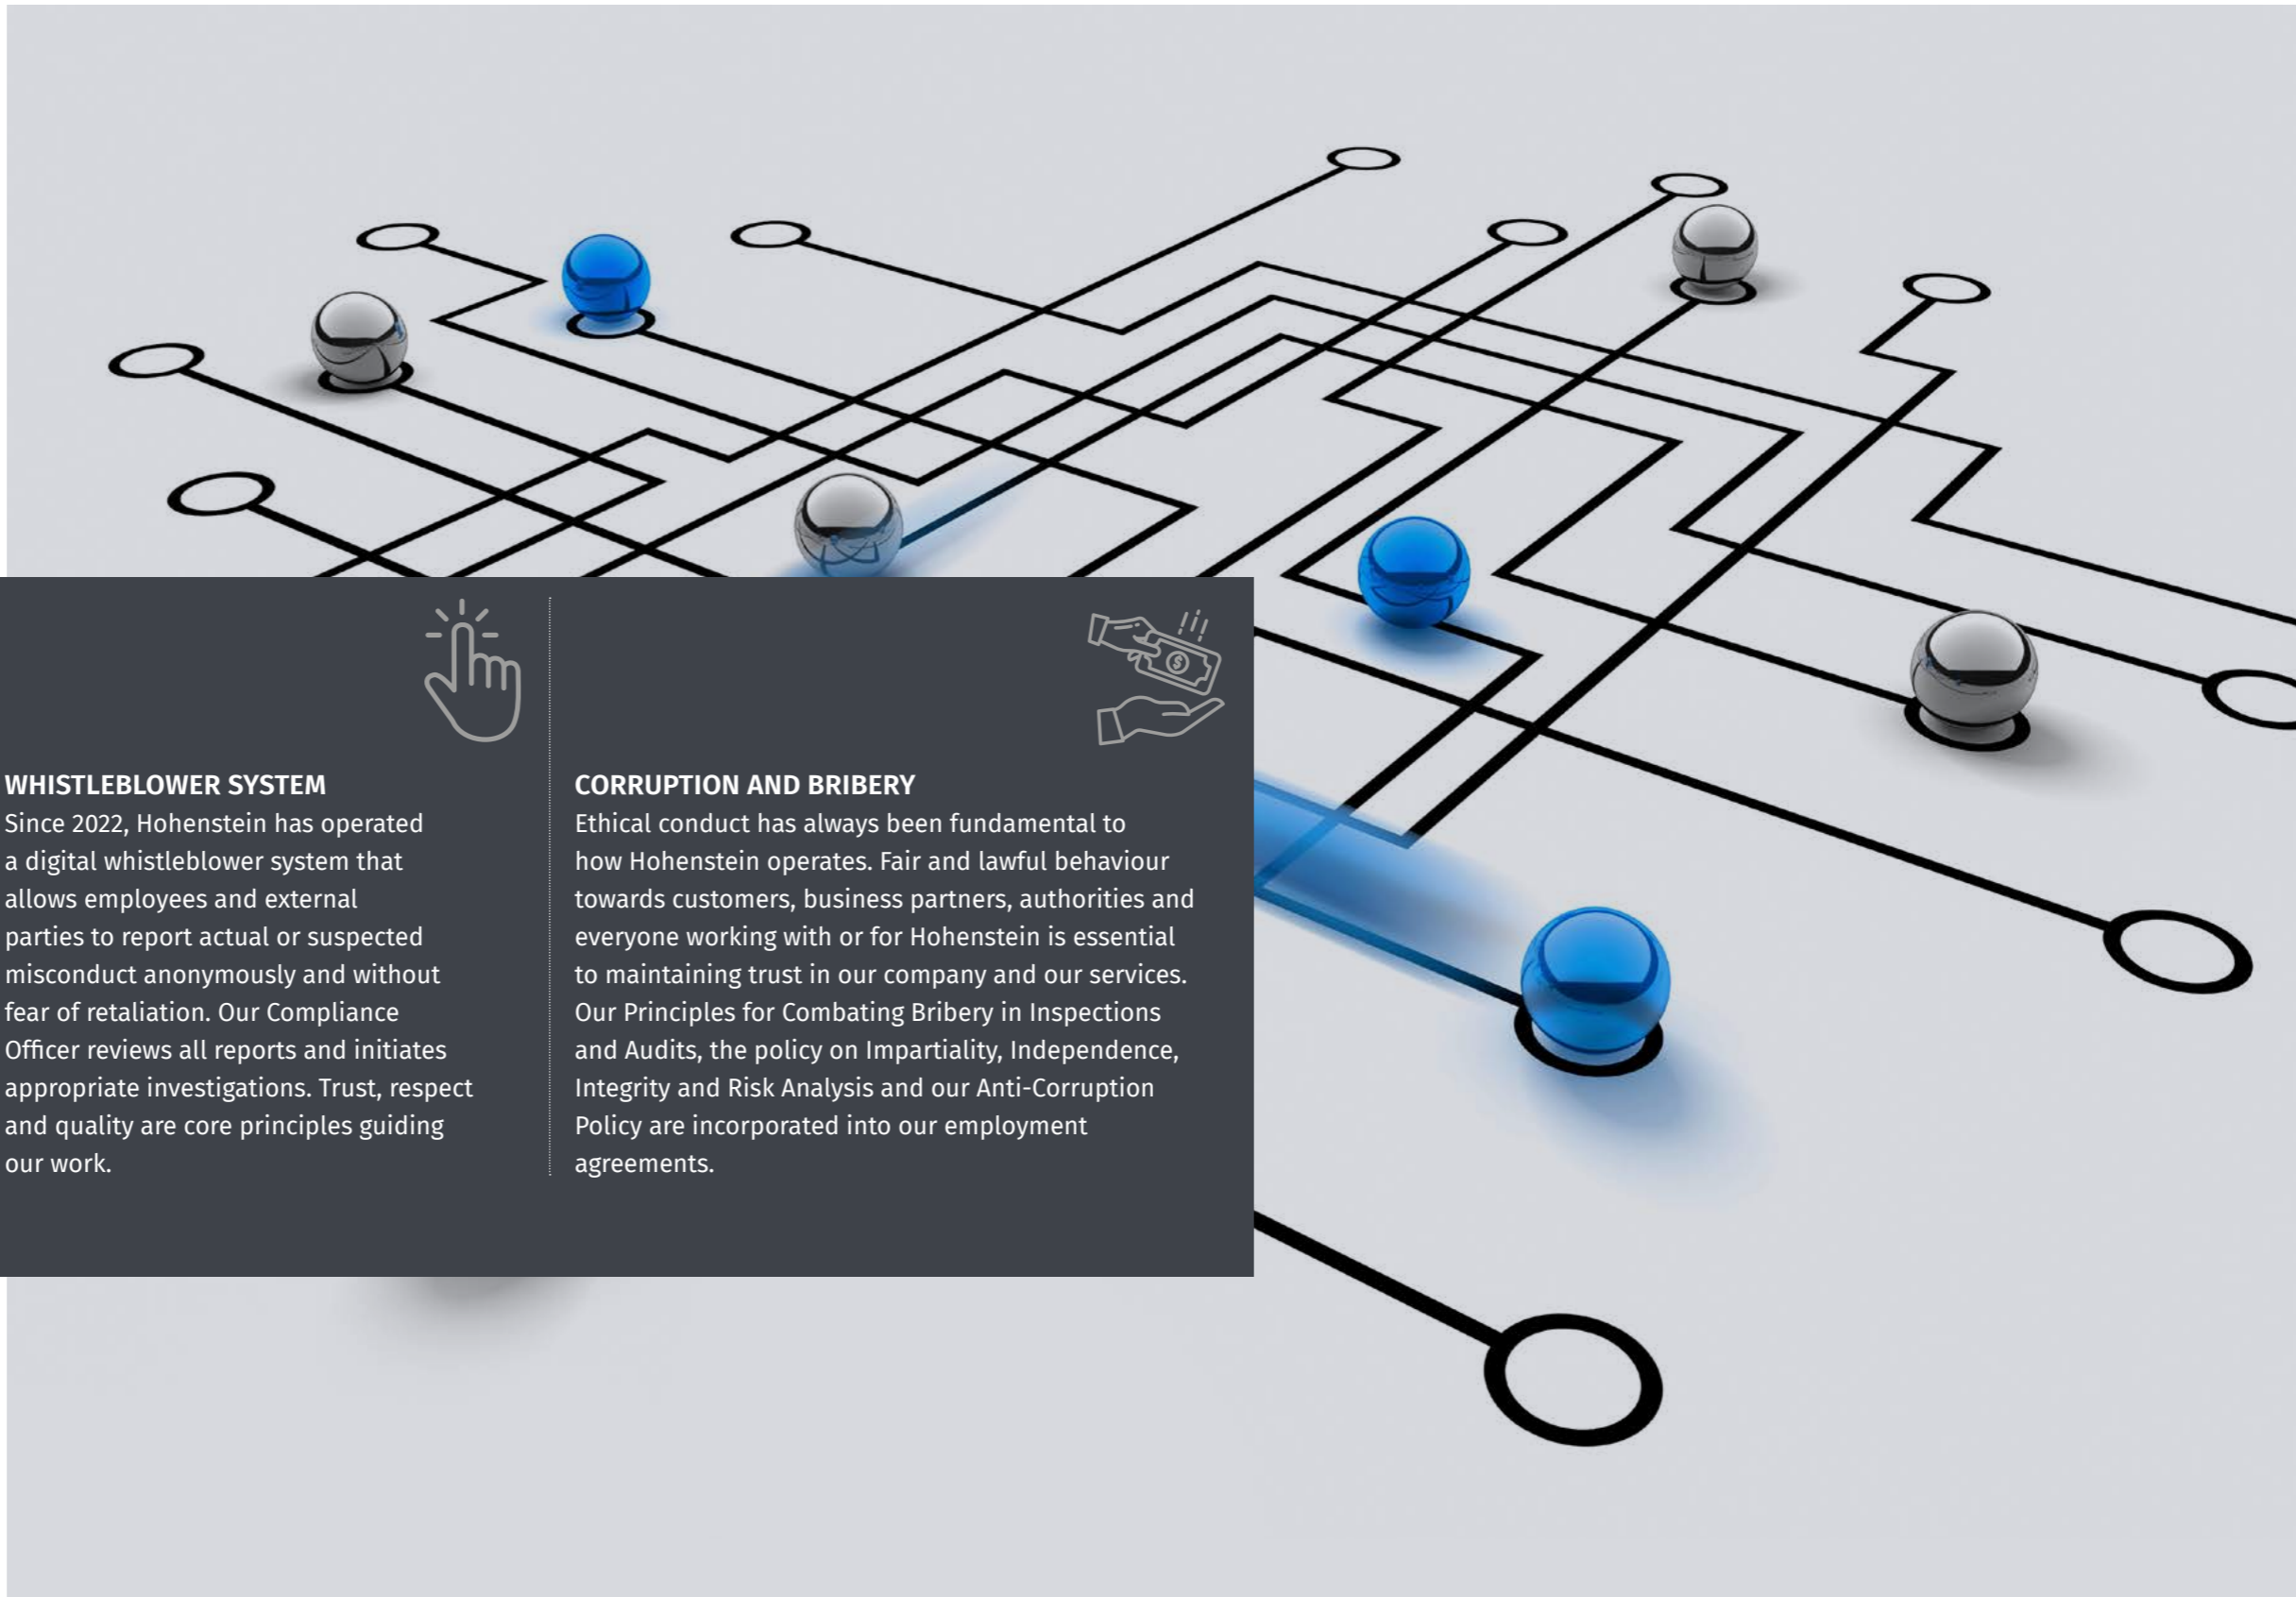 WHISTLEBLOWER SYSTEM
Since 2022, Hohenstein has operated
a digital whistleblower system that
allows employees and external
parties to report actual or suspected
misconduct anonymously and without
fear of retaliation. Our Compliance
Officer reviews all reports and initiates
appropriate investigations. Trust, respect
and quality are core principles guiding
our work.
CORRUPTION AND BRIBERY
Ethical conduct has always been fundamental to
how Hohenstein operates. Fair and lawful behaviour
towards customers, business partners, authorities and
everyone working with or for Hohenstein is essential
to maintaining trust in our company and our services.
Our Principles for Combating Bribery in Inspections
and Audits, the policy on Impartiality, Independence,
Integrity and Risk Analysis and our Anti-Corruption
Policy are incorporated into our employment
agreements.